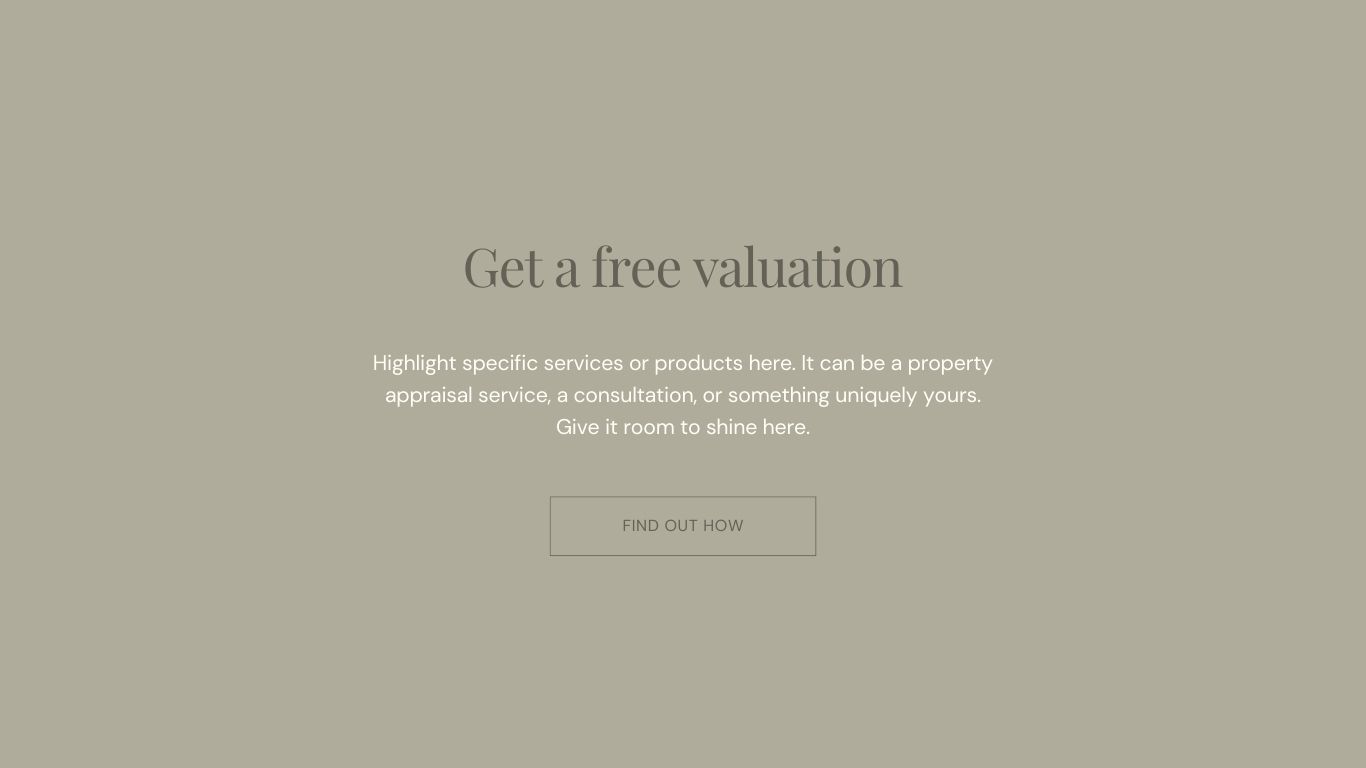 Get a free valuation
Highlight specific services or products here. It can be a property
appraisal service, a consultation, or something uniquely yours.
Give it room to shine here.
FIND OUT HOW